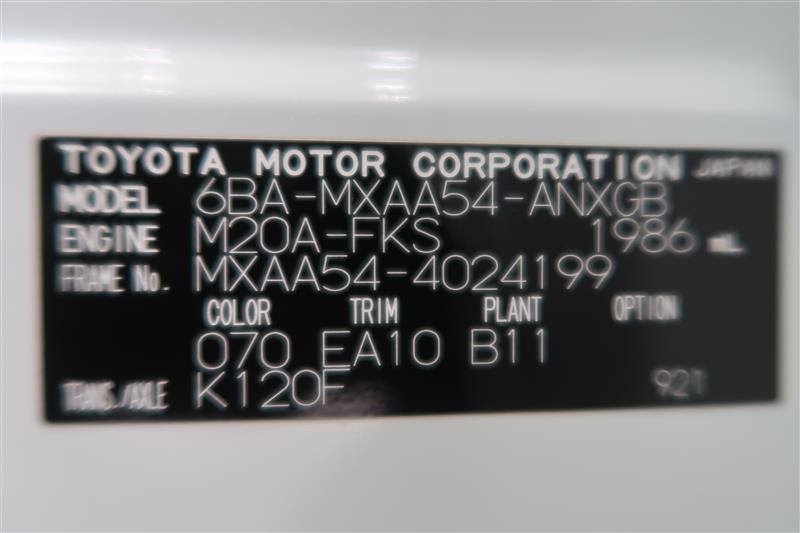 TOYOTA MOTOR CORPORATION JAPAN
MODEL 6BA-MXAA54-ANXGB
ENGINE M20A-FKS 1986 mL
FRAME No. MXAA54-4024199
COLOR TRIM PLANT OPTION
070 EA10 B11
TRANS./AXLE K120F 921